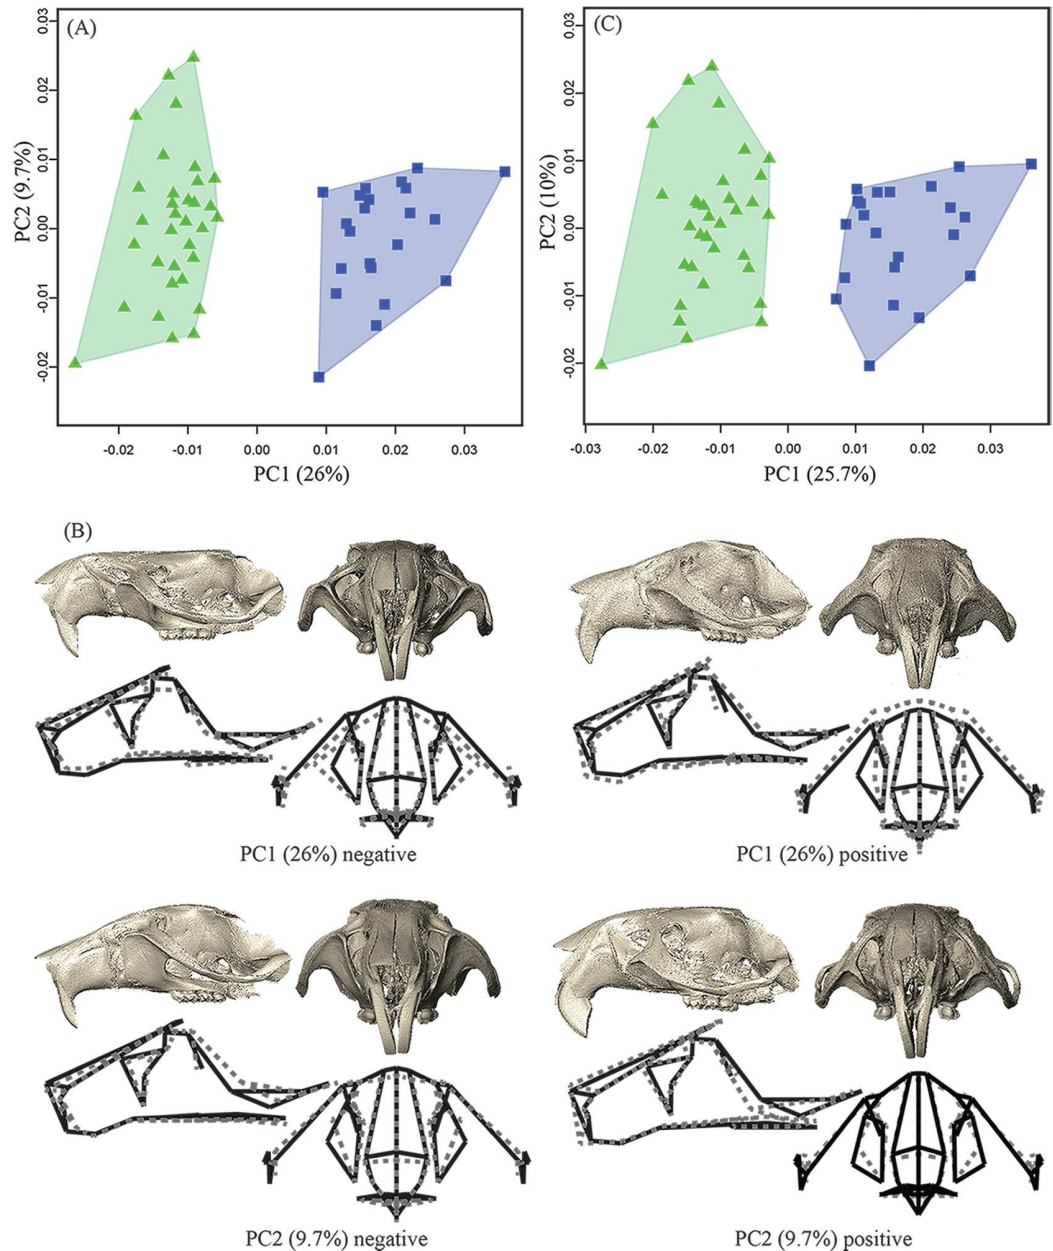 (A)
0.03
0.02
0.01
0.00
-0.01
-0.02
PC2 (9.7%)
-0.02 -0.01 0.00 0.01 0.02 0.03
PC1 (26%)
(C)
0.03
0.02
0.01
0.00
-0.01
-0.02
PC2 (10%)
-0.03 -0.02 -0.01 0.00 0.01 0.02 0.03
PC1 (25.7%)
(B)
PC1 (26%) negative
PC1 (26%) positive
PC2 (9.7%) negative
PC2 (9.7%) positive